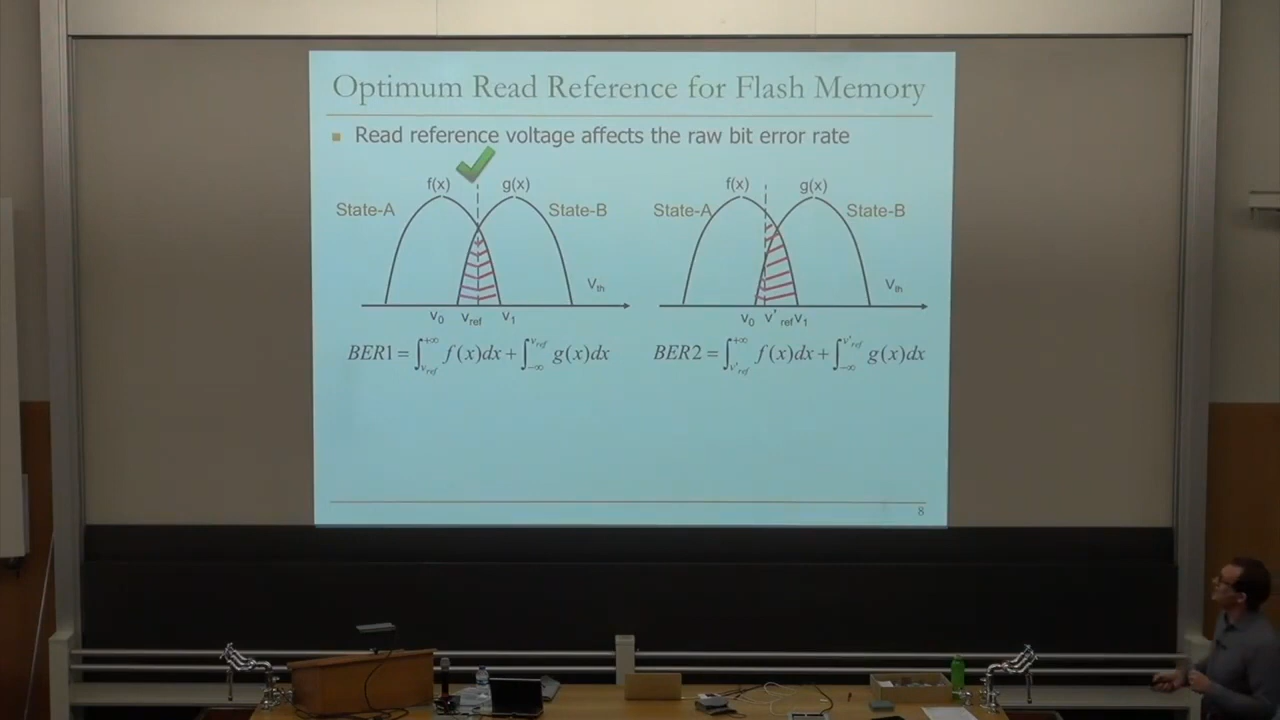 Optimum Read Reference for Flash Memory
Read reference voltage affects the raw bit error rate
f(x) g(x)
State-A State-B
Vth
v0 vref v1
BER1 = ∫_{vref}^{+∞} f(x)dx + ∫_{-∞}^{vref} g(x)dx
f(x) g(x)
State-A State-B
Vth
v0 v'ref v1
BER2 = ∫_{v'ref}^{+∞} f(x)dx + ∫_{-∞}^{v'ref} g(x)dx
8